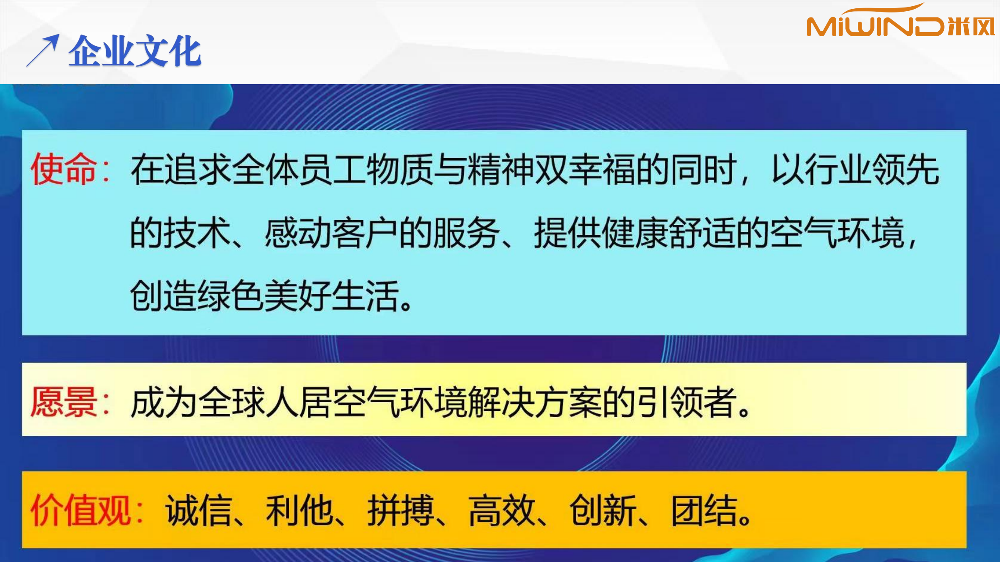 MiWIND米风
企业文化
使命：在追求全体员工物质与精神双幸福的同时，以行业领先
的技术、感动客户的服务、提供健康舒适的空气环境，
创造绿色美好生活。
愿景：成为全球人居空气环境解决方案的引领者。
价值观：诚信、利他、拼搏、高效、创新、团结。